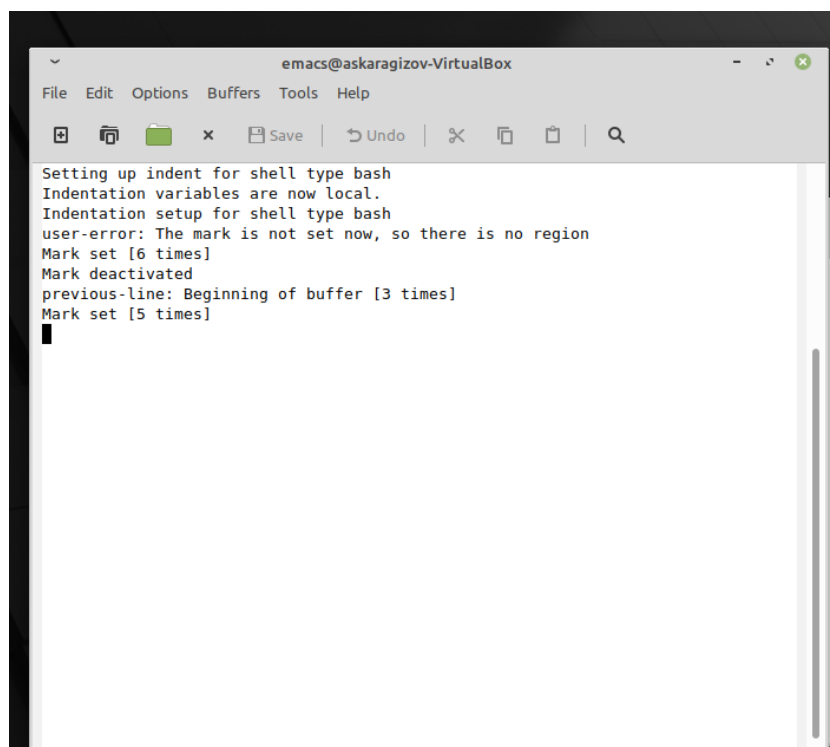 emacs@askaragizov-VirtualBox
File Edit Options Buffers Tools Help
Save Undo
Setting up indent for shell type bash
Indentation variables are now local.
Indentation setup for shell type bash
user-error: The mark is not set now, so there is no region
Mark set [6 times]
Mark deactivated
previous-line: Beginning of buffer [3 times]
Mark set [5 times]